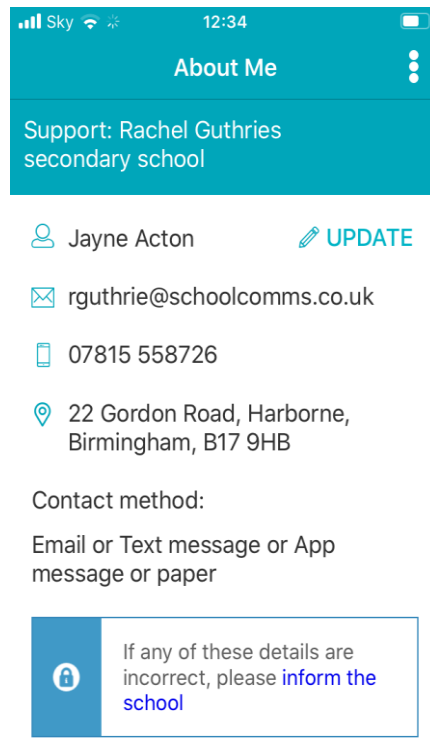 Sky 12:34
About Me
Support: Rachel Guthries
secondary school
Jayne Acton UPDATE
rguthrie@schoolcomms.co.uk
07815 558726
22 Gordon Road, Harborne,
Birmingham, B17 9HB
Contact method:
Email or Text message or App
message or paper
If any of these details are
incorrect, please inform the
school